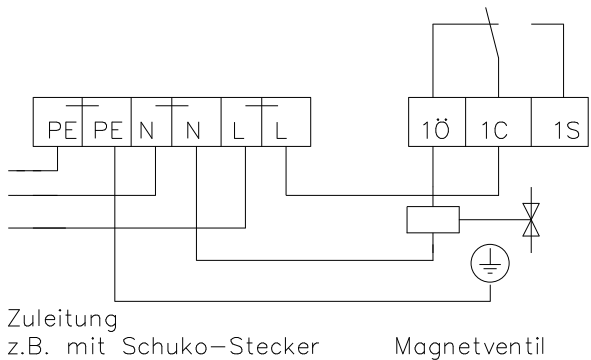 PE PE N N L L 1Ö 1C 1S
Zuleitung
z.B. mit Schuko-Stecker Magnetventil